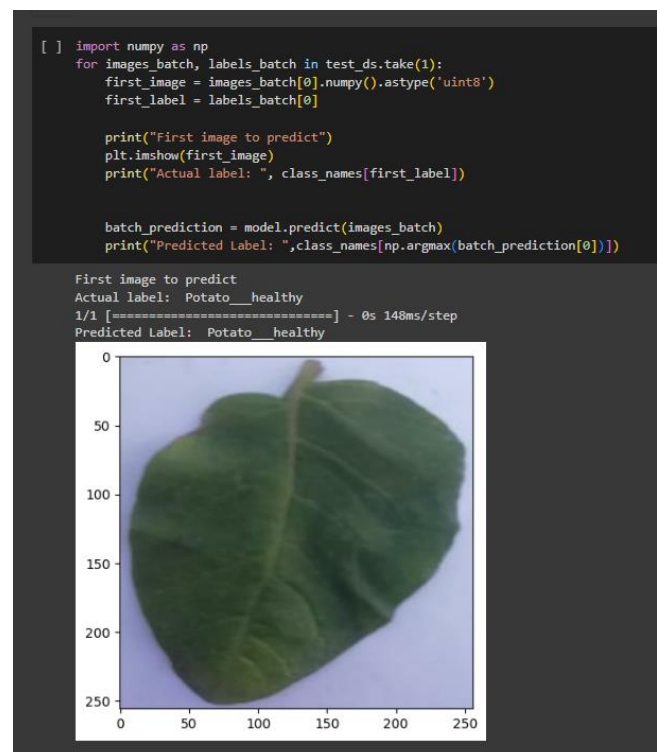 [ ] import numpy as np
for images_batch, labels_batch in test_ds.take(1):
    first_image = images_batch[0].numpy().astype('uint8')
    first_label = labels_batch[0]

    print("First image to predict")
    plt.imshow(first_image)
    print("Actual label: ", class_names[first_label])

    batch_prediction = model.predict(images_batch)
    print("Predicted Label: ",class_names[np.argmax(batch_prediction[0])])
First image to predict
Actual label:  Potato___healthy
1/1 [==============================] - 0s 148ms/step
Predicted Label:  Potato___healthy
0
50
100
150
200
250
0 50 100 150 200 250